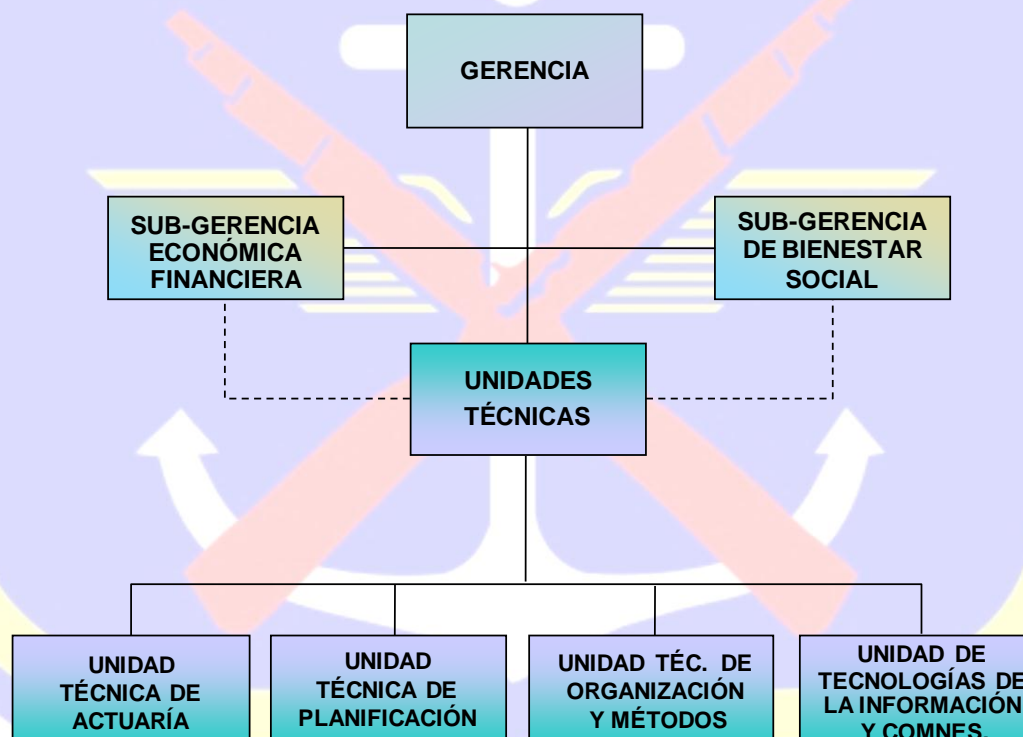 GERENCIA
SUB-GERENCIA
ECONÓMICA
FINANCIERA
SUB-GERENCIA
DE BIENESTAR
SOCIAL
UNIDADES
TÉCNICAS
UNIDAD
TÉCNICA DE
ACTUARÍA
UNIDAD
TÉCNICA DE
PLANIFICACIÓN
UNIDAD TÉC. DE
ORGANIZACIÓN
Y MÉTODOS
UNIDAD DE
TECNOLOGÍAS DE
LA INFORMACIÓN
Y COMNES.